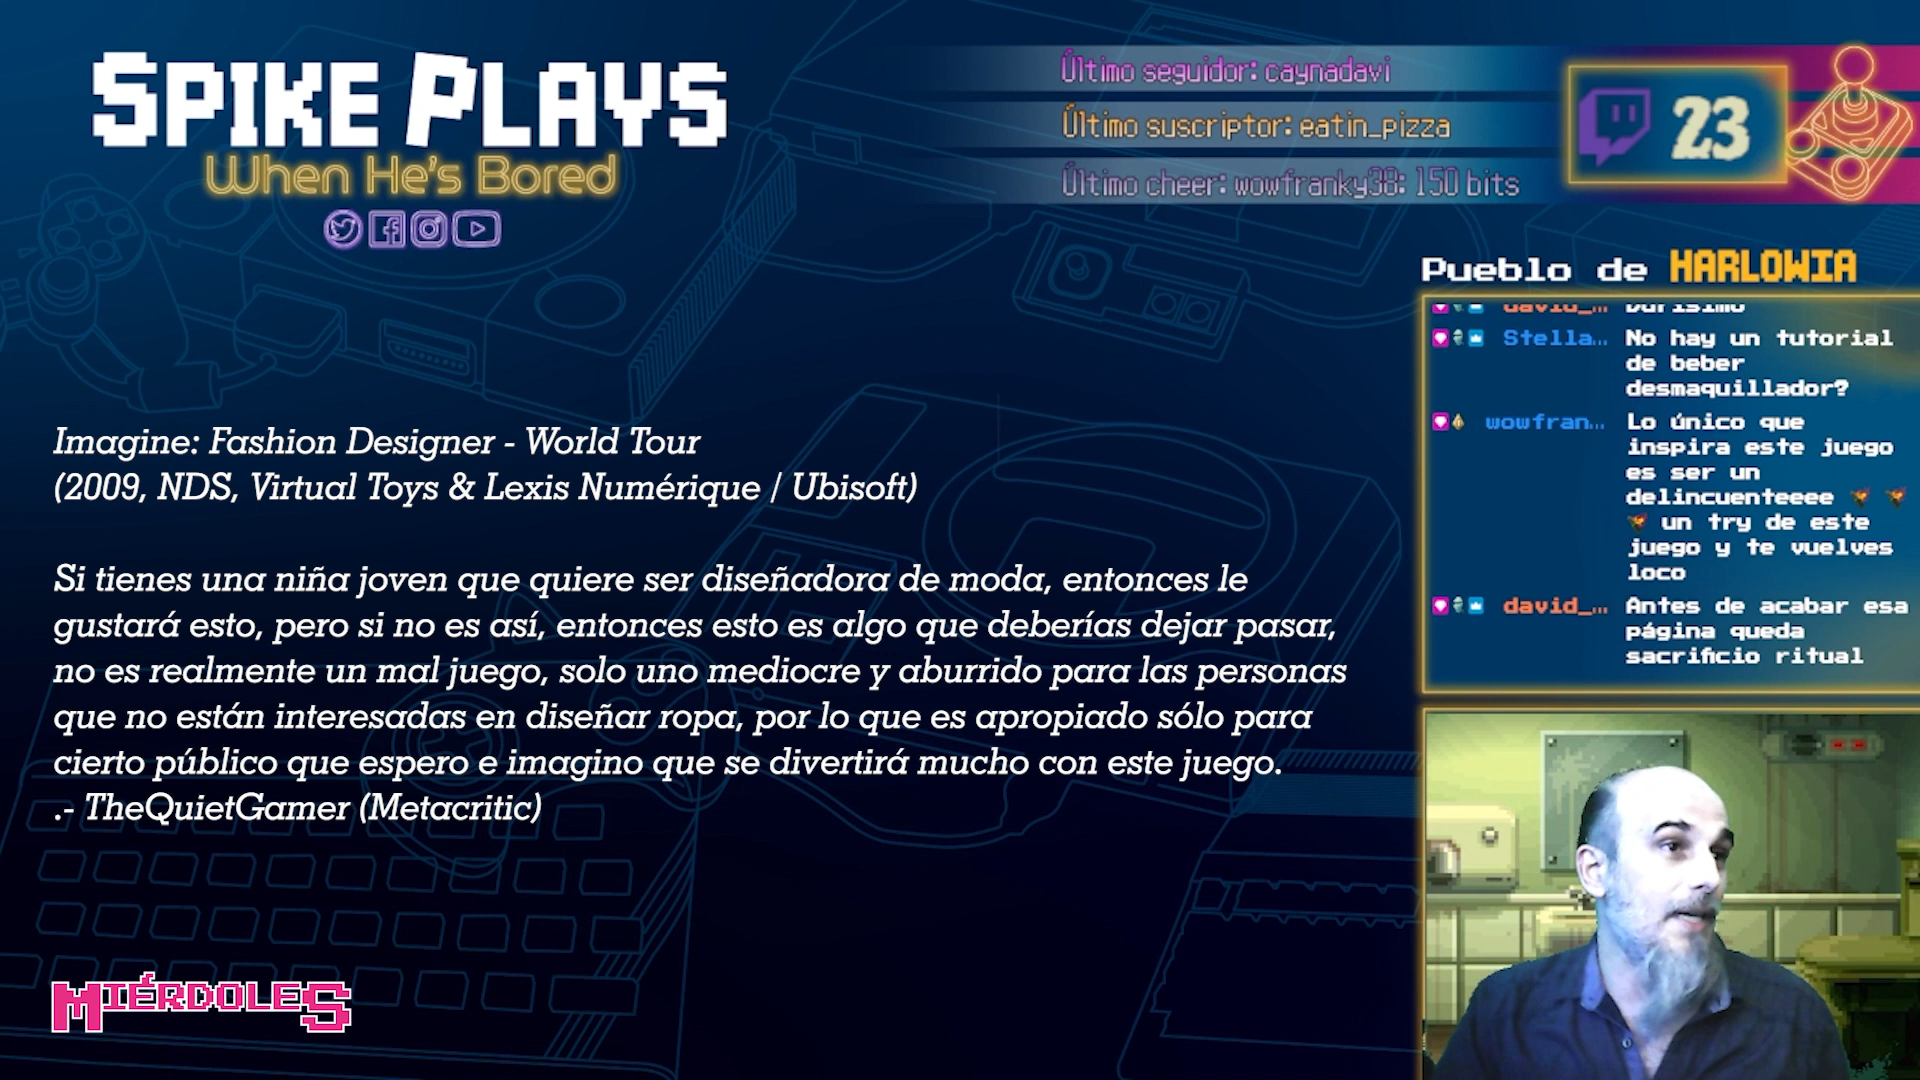 SPIKE PLAYS
When He's Bored
Último seguidor: caynadavi
Último suscriptor: eatin_pizza
Último cheer: wowfranky38: 150 bits
23
Pueblo de HARLOWIA
david_... Durísimo
Stella... No hay un tutorial
de beber
desmaquillador?
wowfran... Lo único que
inspira este juego
es ser un
delincuenteeee
un try de este
juego y te vuelves
loco
david_... Antes de acabar esa
página queda
sacrificio ritual
Imagine: Fashion Designer - World Tour
(2009, NDS, Virtual Toys & Lexis Numérique / Ubisoft)
Si tienes una niña joven que quiere ser diseñadora de moda, entonces le
gustará esto, pero si no es así, entonces esto es algo que deberías dejar pasar,
no es realmente un mal juego, solo uno mediocre y aburrido para las personas
que no están interesadas en diseñar ropa, por lo que es apropiado sólo para
cierto público que espero e imagino que se divertirá mucho con este juego.
.- TheQuietGamer (Metacritic)
MIÉRDOLES